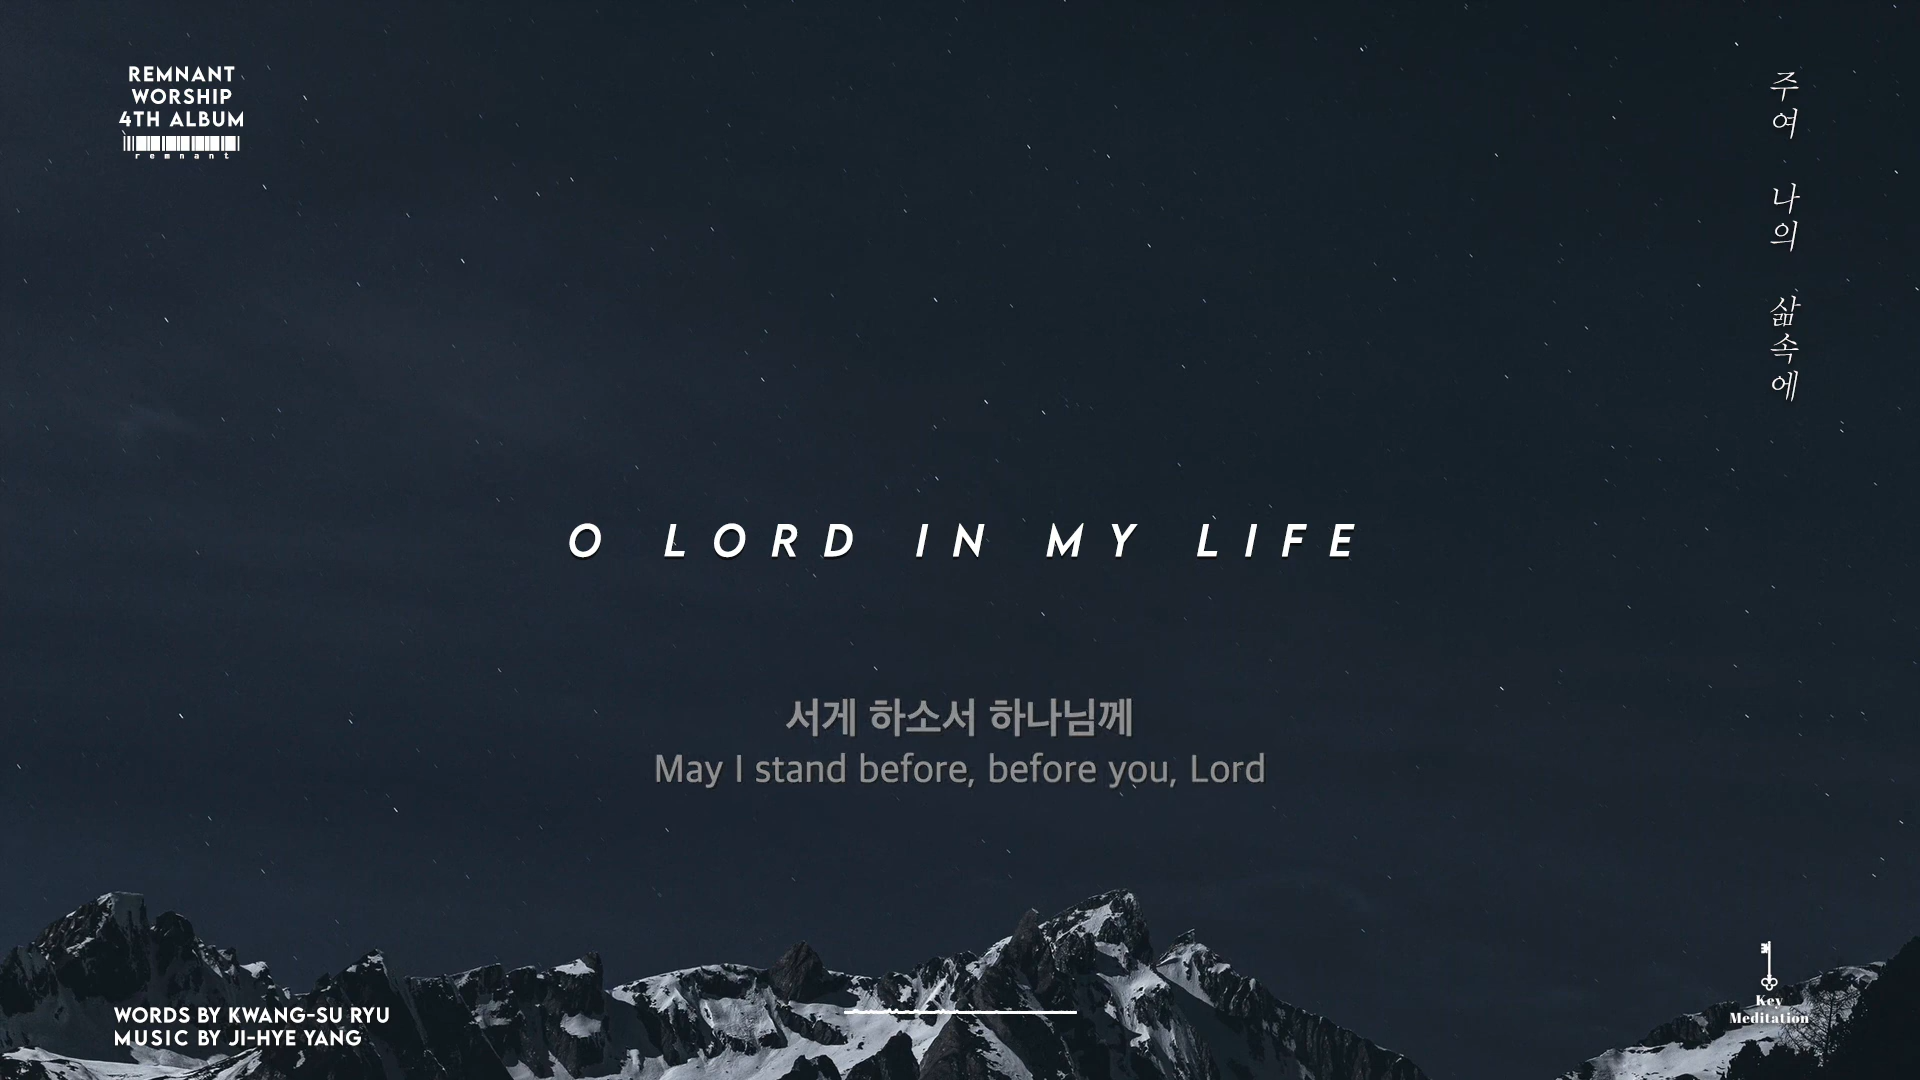 REMNANT
WORSHIP
4TH ALBUM
remnant
주여 나의 삶속에
O LORD IN MY LIFE
서게 하소서 하나님께
May I stand before, before you, Lord
WORDS BY KWANG-SU RYU
MUSIC BY JI-HYE YANG
Key
Meditation